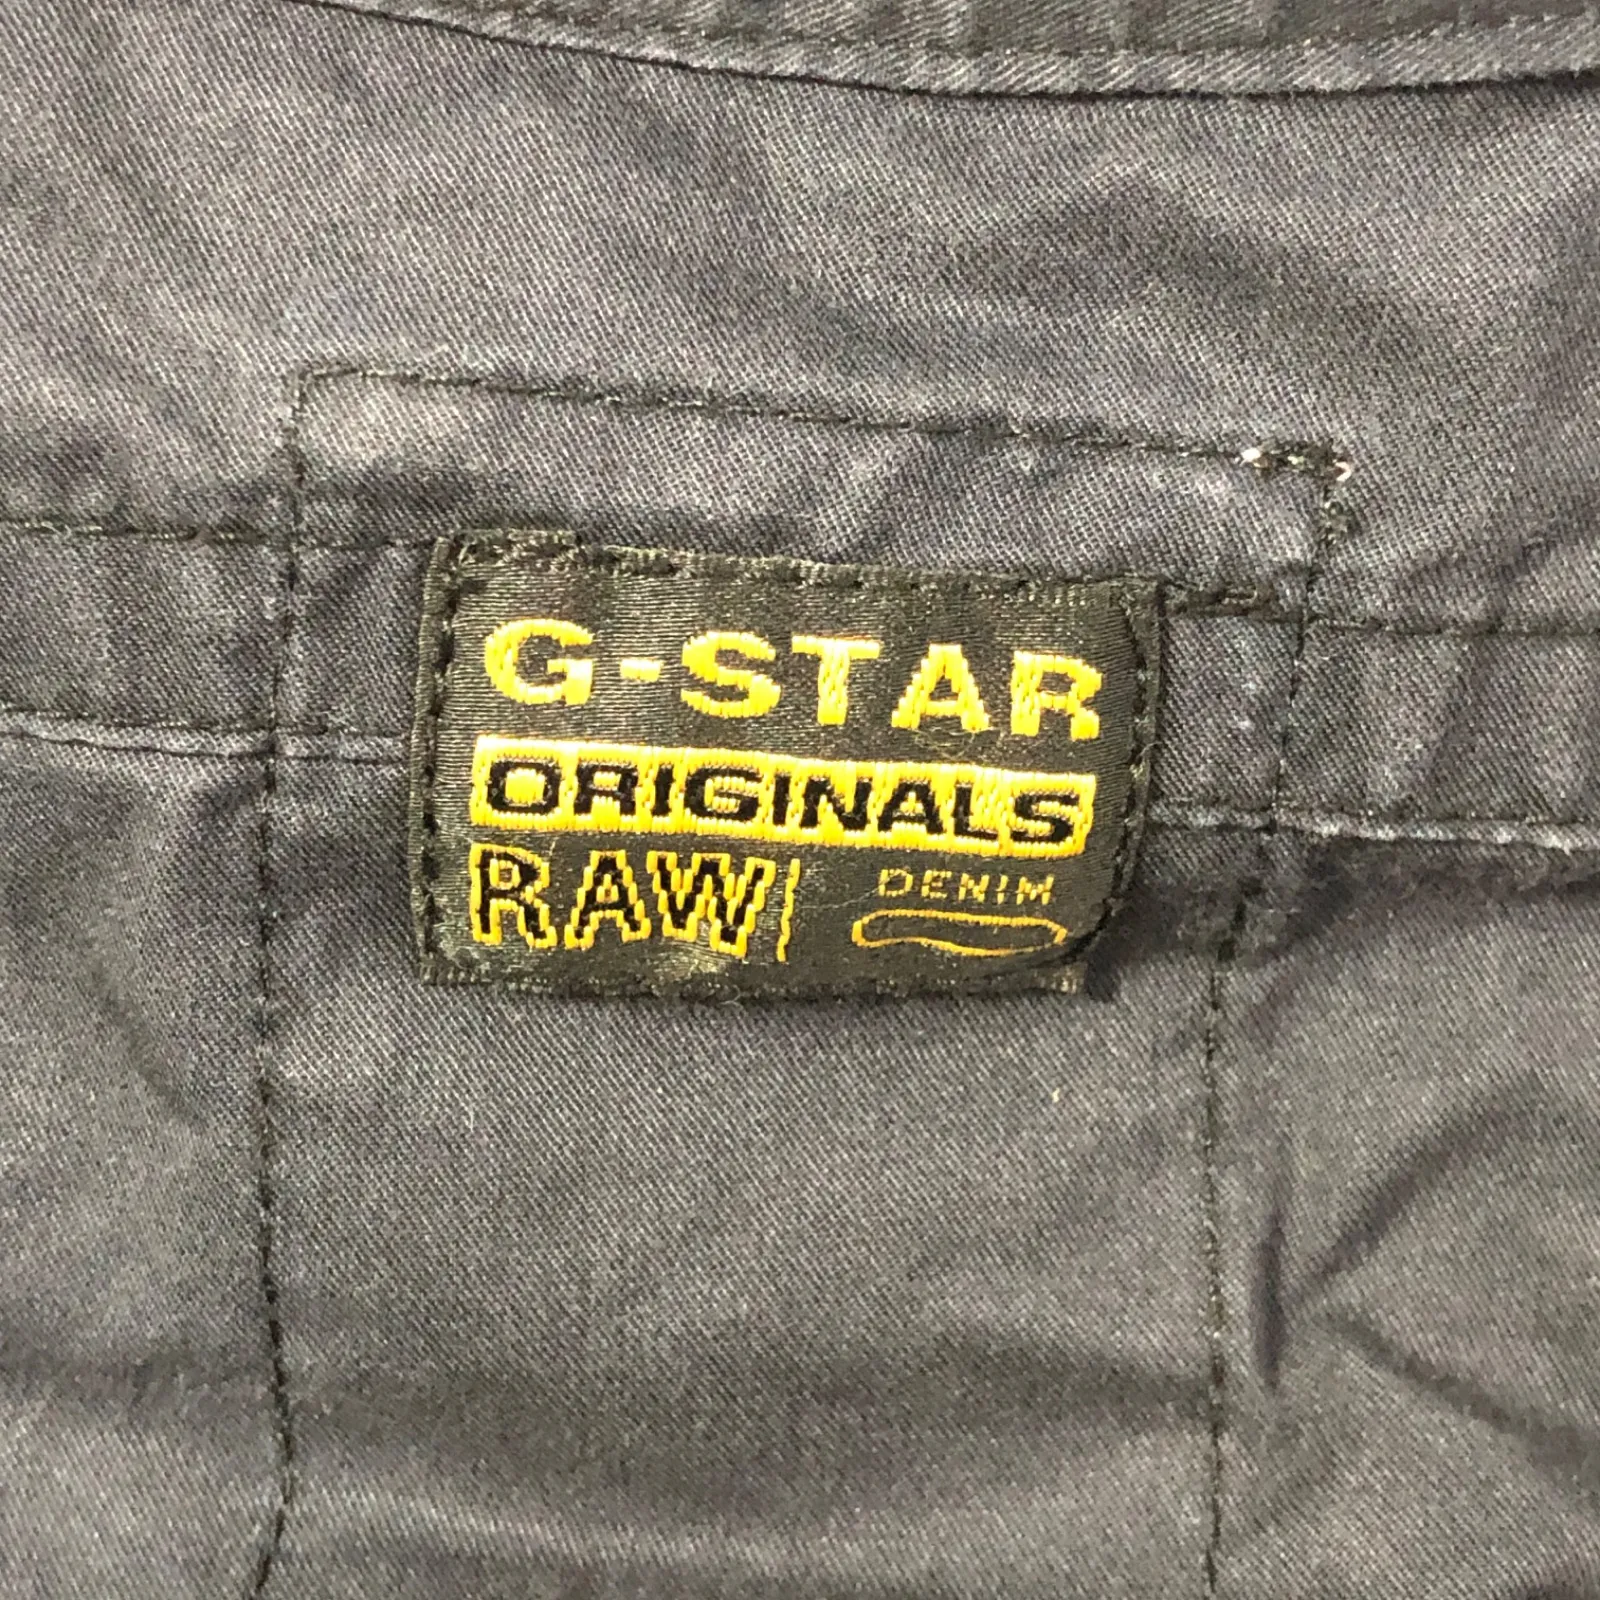 G-STAR
ORIGINALS
RAW DENIM